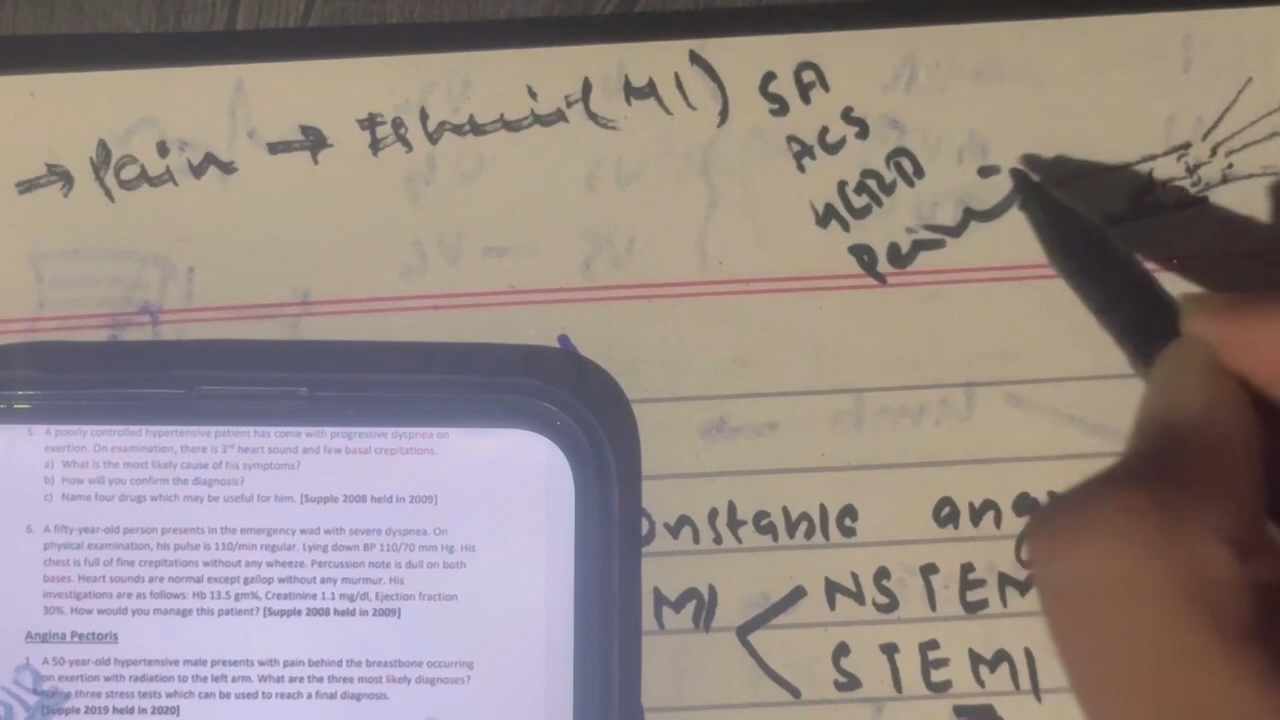 → Pain → (MI) SA
ACS
GERD
5. A poorly controlled hypertensive patient has come with progressive dyspnea on
exertion. On examination, there is 3rd heart sound and few basal crepitations.
a) What is the most likely cause of his symptoms?
b) How will you confirm the diagnosis?
c) Name four drugs which may be useful for him. [Supple 2008 held in 2009]
6. A fifty-year-old person presents in the emergency wad with severe dyspnea. On
physical examination, his pulse is 110/min regular. Lying down BP 110/70 mm Hg. His
chest is full of fine crepitations without any wheeze. Percussion note is dull on both
bases. Heart sounds are normal except gallop without any murmur. His
investigations are as follows: Hb 13.5 gm%, Creatinine 1.1 mg/dl, Ejection fraction
30%. How would you manage this patient? [Supple 2008 held in 2009]
Angina Pectoris
1. A 50-year-old hypertensive male presents with pain behind the breastbone occurring
on exertion with radiation to the left arm. What are the three most likely diagnoses?
Name three stress tests which can be used to reach a final diagnosis.
[Supple 2019 held in 2020]
onstable ang
MI < NSTEM
STEMI